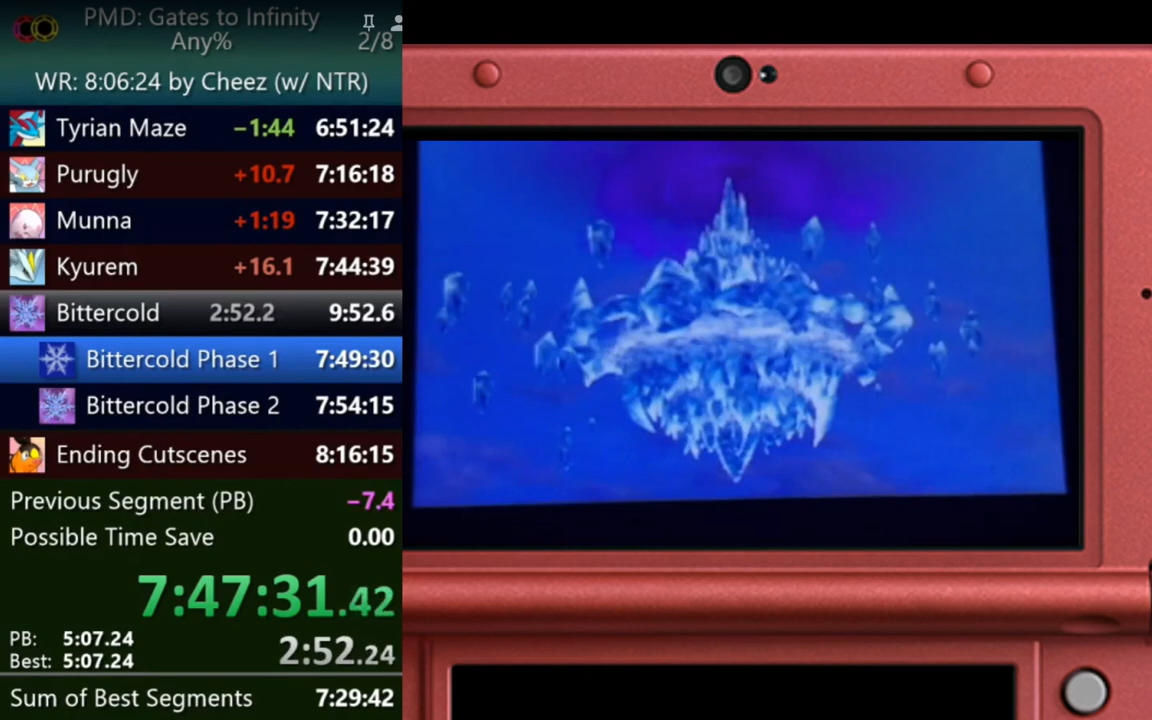 PMD: Gates to Infinity
Any%
2/8
WR: 8:06:24 by Cheez (w/ NTR)
Tyrian Maze −1:44 6:51:24
Purugly +10.7 7:16:18
Munna +1:19 7:32:17
Kyurem +16.1 7:44:39
Bittercold 2:52.2 9:52.6
Bittercold Phase 1 7:49:30
Bittercold Phase 2 7:54:15
Ending Cutscenes 8:16:15
Previous Segment (PB) −7.4
Possible Time Save 0.00
7:47:31.42
PB: 5:07.24
Best: 5:07.24
2:52.24
Sum of Best Segments 7:29:42